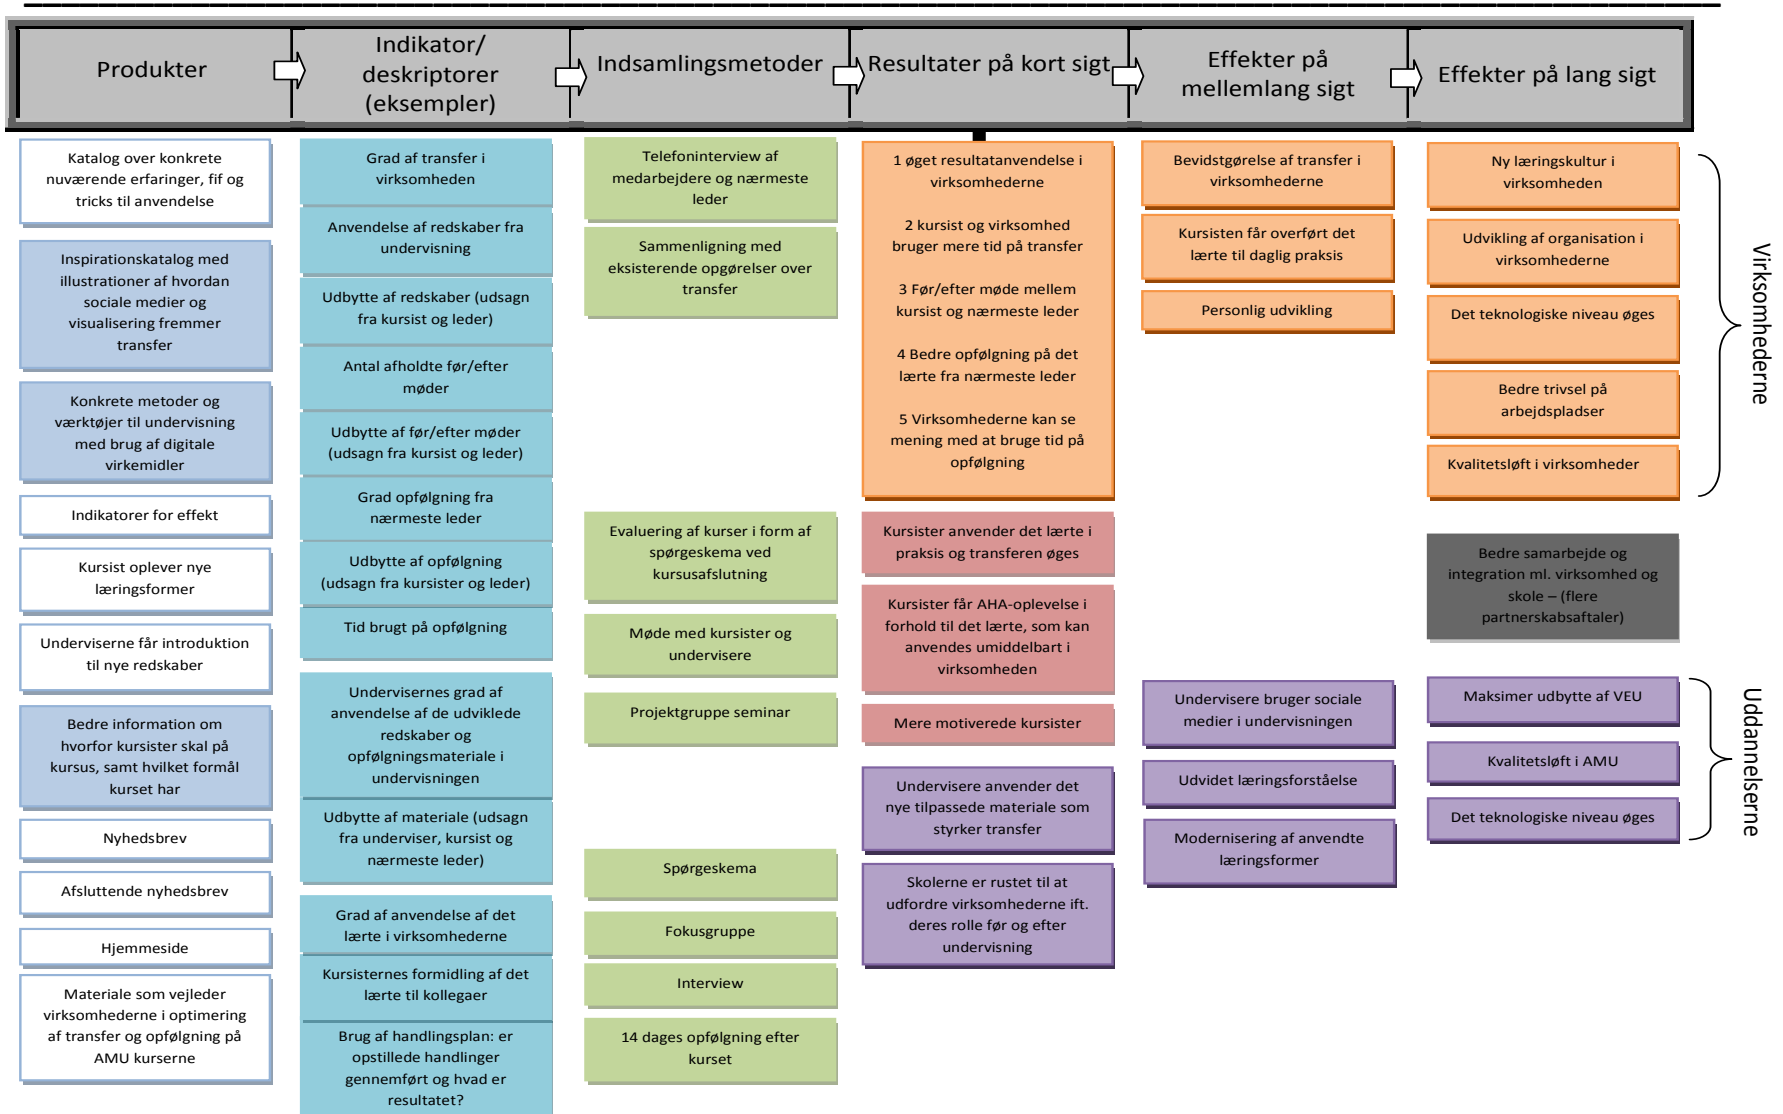 Produkter
Indikator/
deskriptorer
(eksempler)
Indsamlingsmetoder
Resultater på kort sigt
Effekter på
mellemlang sigt
Effekter på lang sigt
Katalog over konkrete
nuværende erfaringer, fif og
tricks til anvendelse
Inspirationskatalog med
illustrationer af hvordan
sociale medier og
visualisering fremmer
transfer
Konkrete metoder og
værktøjer til undervisning
med brug af digitale
virkemidler
Indikatorer for effekt
Kursist oplever nye
læringsformer
Underviserne får introduktion
til nye redskaber
Bedre information om
hvorfor kursister skal på
kursus, samt hvilket formål
kurset har
Nyhedsbrev
Afsluttende nyhedsbrev
Hjemmeside
Materiale som vejleder
virksomhederne i optimering
af transfer og opfølgning på
AMU kurserne
Grad af transfer i
virksomheden
Anvendelse af redskaber fra
undervisning
Udbytte af redskaber (udsagn
fra kursist og leder)
Antal afholdte før/efter
møder
Udbytte af før/efter møder
(udsagn fra kursist og leder)
Grad opfølgning fra
nærmeste leder
Udbytte af opfølgning
(udsagn fra kursister og leder)
Tid brugt på opfølgning
Undervisernes grad af
anvendelse af de udviklede
redskaber og
opfølgningsmateriale i
undervisningen
Udbytte af materiale (udsagn
fra underviser, kursist og
nærmeste leder)
Grad af anvendelse af det
lærte i virksomhederne
Kursisternes formidling af det
lærte til kollegaer
Brug af handlingsplan: er
opstillede handlinger
gennemført og hvad er
resultatet?
Telefoninterview af
medarbejdere og nærmeste
leder
Sammenligning med
eksisterende opgørelser over
transfer
Evaluering af kurser i form af
spørgeskema ved
kursusafslutning
Møde med kursister og
undervisere
Projektgruppe seminar
Spørgeskema
Fokusgruppe
Interview
14 dages opfølgning efter
kurset
1 øget resultatanvendelse i
virksomhederne
2 kursist og virksomhed
bruger mere tid på transfer
3 Før/efter møde mellem
kursist og nærmeste leder
4 Bedre opfølgning på det
lærte fra nærmeste leder
5 Virksomhederne kan se
mening med at bruge tid på
opfølgning
Kursister anvender det lærte i
praksis og transferen øges
Kursister får AHA-oplevelse i
forhold til det lærte, som kan
anvendes umiddelbart i
virksomheden
Mere motiverede kursister
Undervisere anvender det
nye tilpassede materiale som
styrker transfer
Skolerne er rustet til at
udfordre virksomhederne ift.
deres rolle før og efter
undervisning
Bevidstgørelse af transfer i
virksomhederne
Kursisten får overført det
lærte til daglig praksis
Personlig udvikling
Undervisere bruger sociale
medier i undervisningen
Udvidet læringsforståelse
Modernisering af anvendte
læringsformer
Ny læringskultur i
virksomheden
Udvikling af organisation i
virksomhederne
Det teknologiske niveau øges
Bedre trivsel på
arbejdspladser
Kvalitetsløft i virksomheder
Bedre samarbejde og
integration ml. virksomhed og
skole – (flere
partnerskabsaftaler)
Maksimer udbytte af VEU
Kvalitetsløft i AMU
Det teknologiske niveau øges
Virksomhederne
Uddannelserne